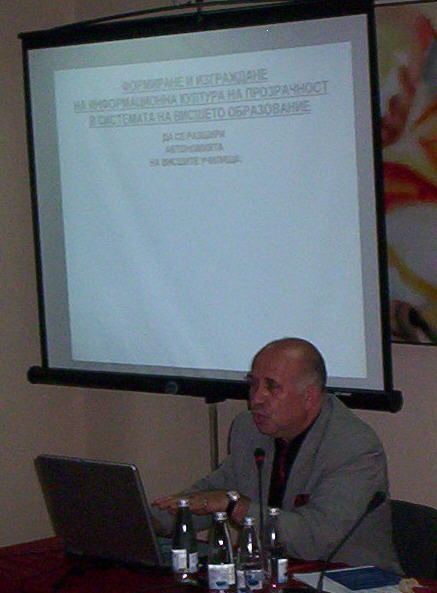 ФОРМИРАНЕ И ИЗГРАЖДАНЕ
НА ИНФОРМАЦИОННА КУЛТУРА НА ПРОЗРАЧНОСТ
В СИСТЕМАТА НА ВИСШЕТО ОБРАЗОВАНИЕ
ДА СЕ РАЗШИРИ
АВТОНОМИЯТА
НА ВИСШИТЕ УЧИЛИЩА: